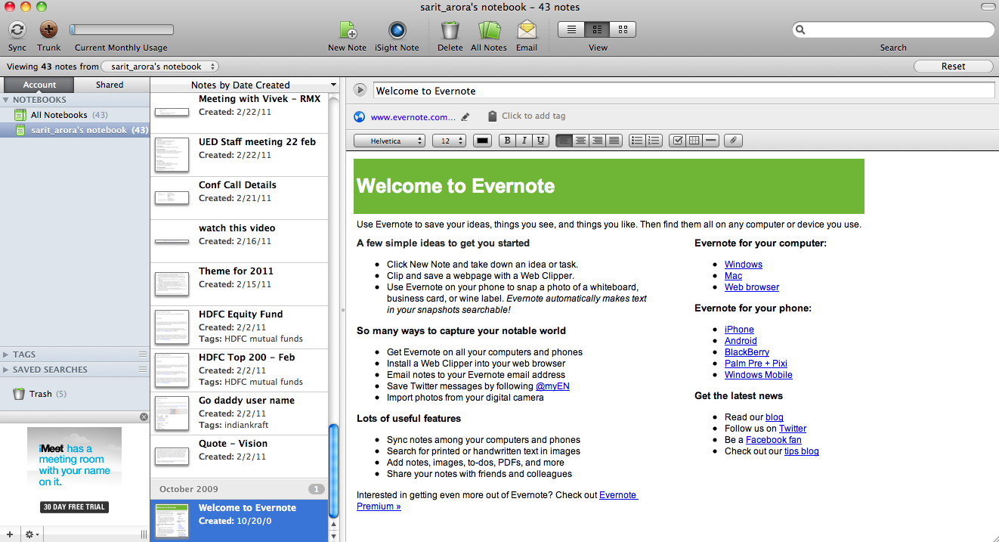 sarit_arora's notebook – 43 notes
Sync
Trunk
Current Monthly Usage
New Note
iSight Note
Delete
All Notes
Email
View
Search
Viewing 43 notes from
sarit_arora's notebook
Reset
Account
Shared
NOTEBOOKS
All Notebooks (43)
sarit_arora's notebook (43)
TAGS
SAVED SEARCHES
Trash (5)
iMeet has a
meeting room
with your name
on it.
30 DAY FREE TRIAL
Notes by Date Created
Meeting with Vivek – RMX
Created: 2/22/11
UED Staff meeting 22 feb
Created: 2/22/11
Conf Call Details
Created: 2/21/11
watch this video
Created: 2/16/11
Theme for 2011
Created: 2/15/11
HDFC Equity Fund
Created: 2/2/11
Tags: HDFC mutual funds
HDFC Top 200 – Feb
Created: 2/2/11
Tags: HDFC mutual funds
Go daddy user name
Created: 2/2/11
Tags: indiankraft
Quote – Vision
Created: 2/2/11
October 2009
1
Welcome to Evernote
Created: 10/20/0
Welcome to Evernote
www.evernote.com...
Click to add tag
Helvetica
12
B I U
Welcome to Evernote
Use Evernote to save your ideas, things you see, and things you like. Then find them all on any computer or device you use.
A few simple ideas to get you started
Click New Note and take down an idea or task.
Clip and save a webpage with a Web Clipper.
Use Evernote on your phone to snap a photo of a whiteboard,
business card, or wine label. Evernote automatically makes text
in your snapshots searchable!
So many ways to capture your notable world
Get Evernote on all your computers and phones
Install a Web Clipper into your web browser
Email notes to your Evernote email address
Save Twitter messages by following @myEN
Import photos from your digital camera
Lots of useful features
Sync notes among your computers and phones
Search for printed or handwritten text in images
Add notes, images, to-dos, PDFs, and more
Share your notes with friends and colleagues
Interested in getting even more out of Evernote? Check out Evernote
Premium »
Evernote for your computer:
Windows
Mac
Web browser
Evernote for your phone:
iPhone
Android
BlackBerry
Palm Pre + Pixi
Windows Mobile
Get the latest news
Read our blog
Follow us on Twitter
Be a Facebook fan
Check out our tips blog